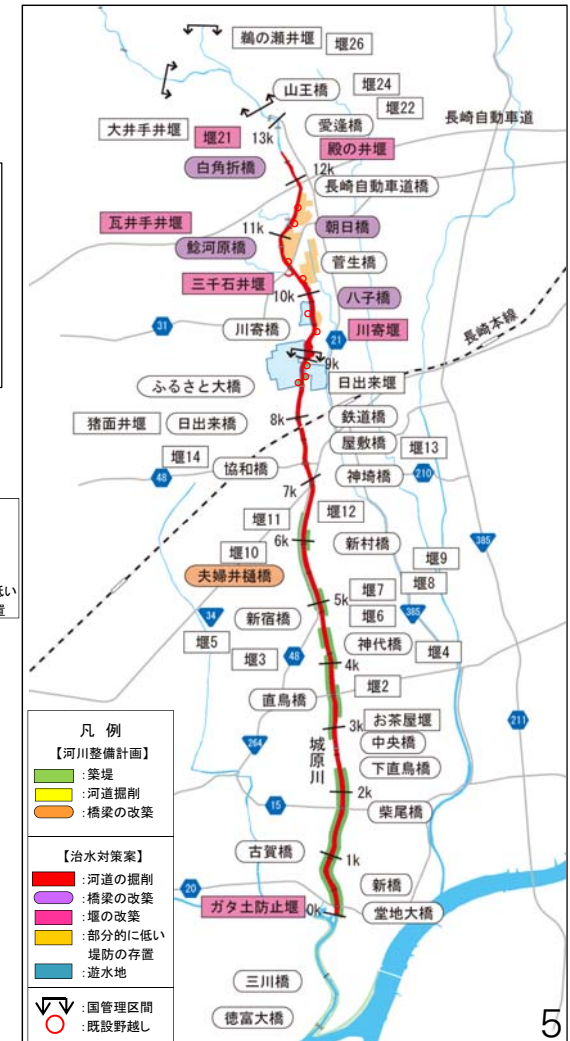 鵜の瀬井堰
堰26
山王橋
堰24
堰22
大井手井堰
堰21
13k
愛逢橋
長崎自動車道
殿の井堰
白角折橋
12k
長崎自動車道橋
瓦井手井堰
11k
朝日橋
鯰河原橋
菅生橋
三千石井堰
10k
八子橋
31
川寄橋
21
川寄堰
長崎本線
9k
日出来堰
ふるさと大橋
猪面井堰
日出来橋
8k
鉄道橋
屋敷橋
堰13
堰14
48
協和橋
7k
神埼橋
210
堰11
堰12
6k
新村橋
385
堰10
堰9
夫婦井樋橋
堰7
堰8
5k
34
新宿橋
堰6
385
堰5
堰3
48
神代橋
堰4
4k
堰2
直鳥橋
211
3k
お茶屋堰
264
城原川
中央橋
下直鳥橋
2k
15
柴尾橋
古賀橋
1k
20
新橋
ガタ土防止堰
0k
堂地大橋
三川橋
徳富大橋
凡 例
【河川整備計画】
:築堤
:河道掘削
:橋梁の改築
【治水対策案】
:河道の掘削
:橋梁の改築
:堰の改築
:部分的に低い
堤防の存置
:遊水地
:国管理区間
:既設野越し
低い
置
5